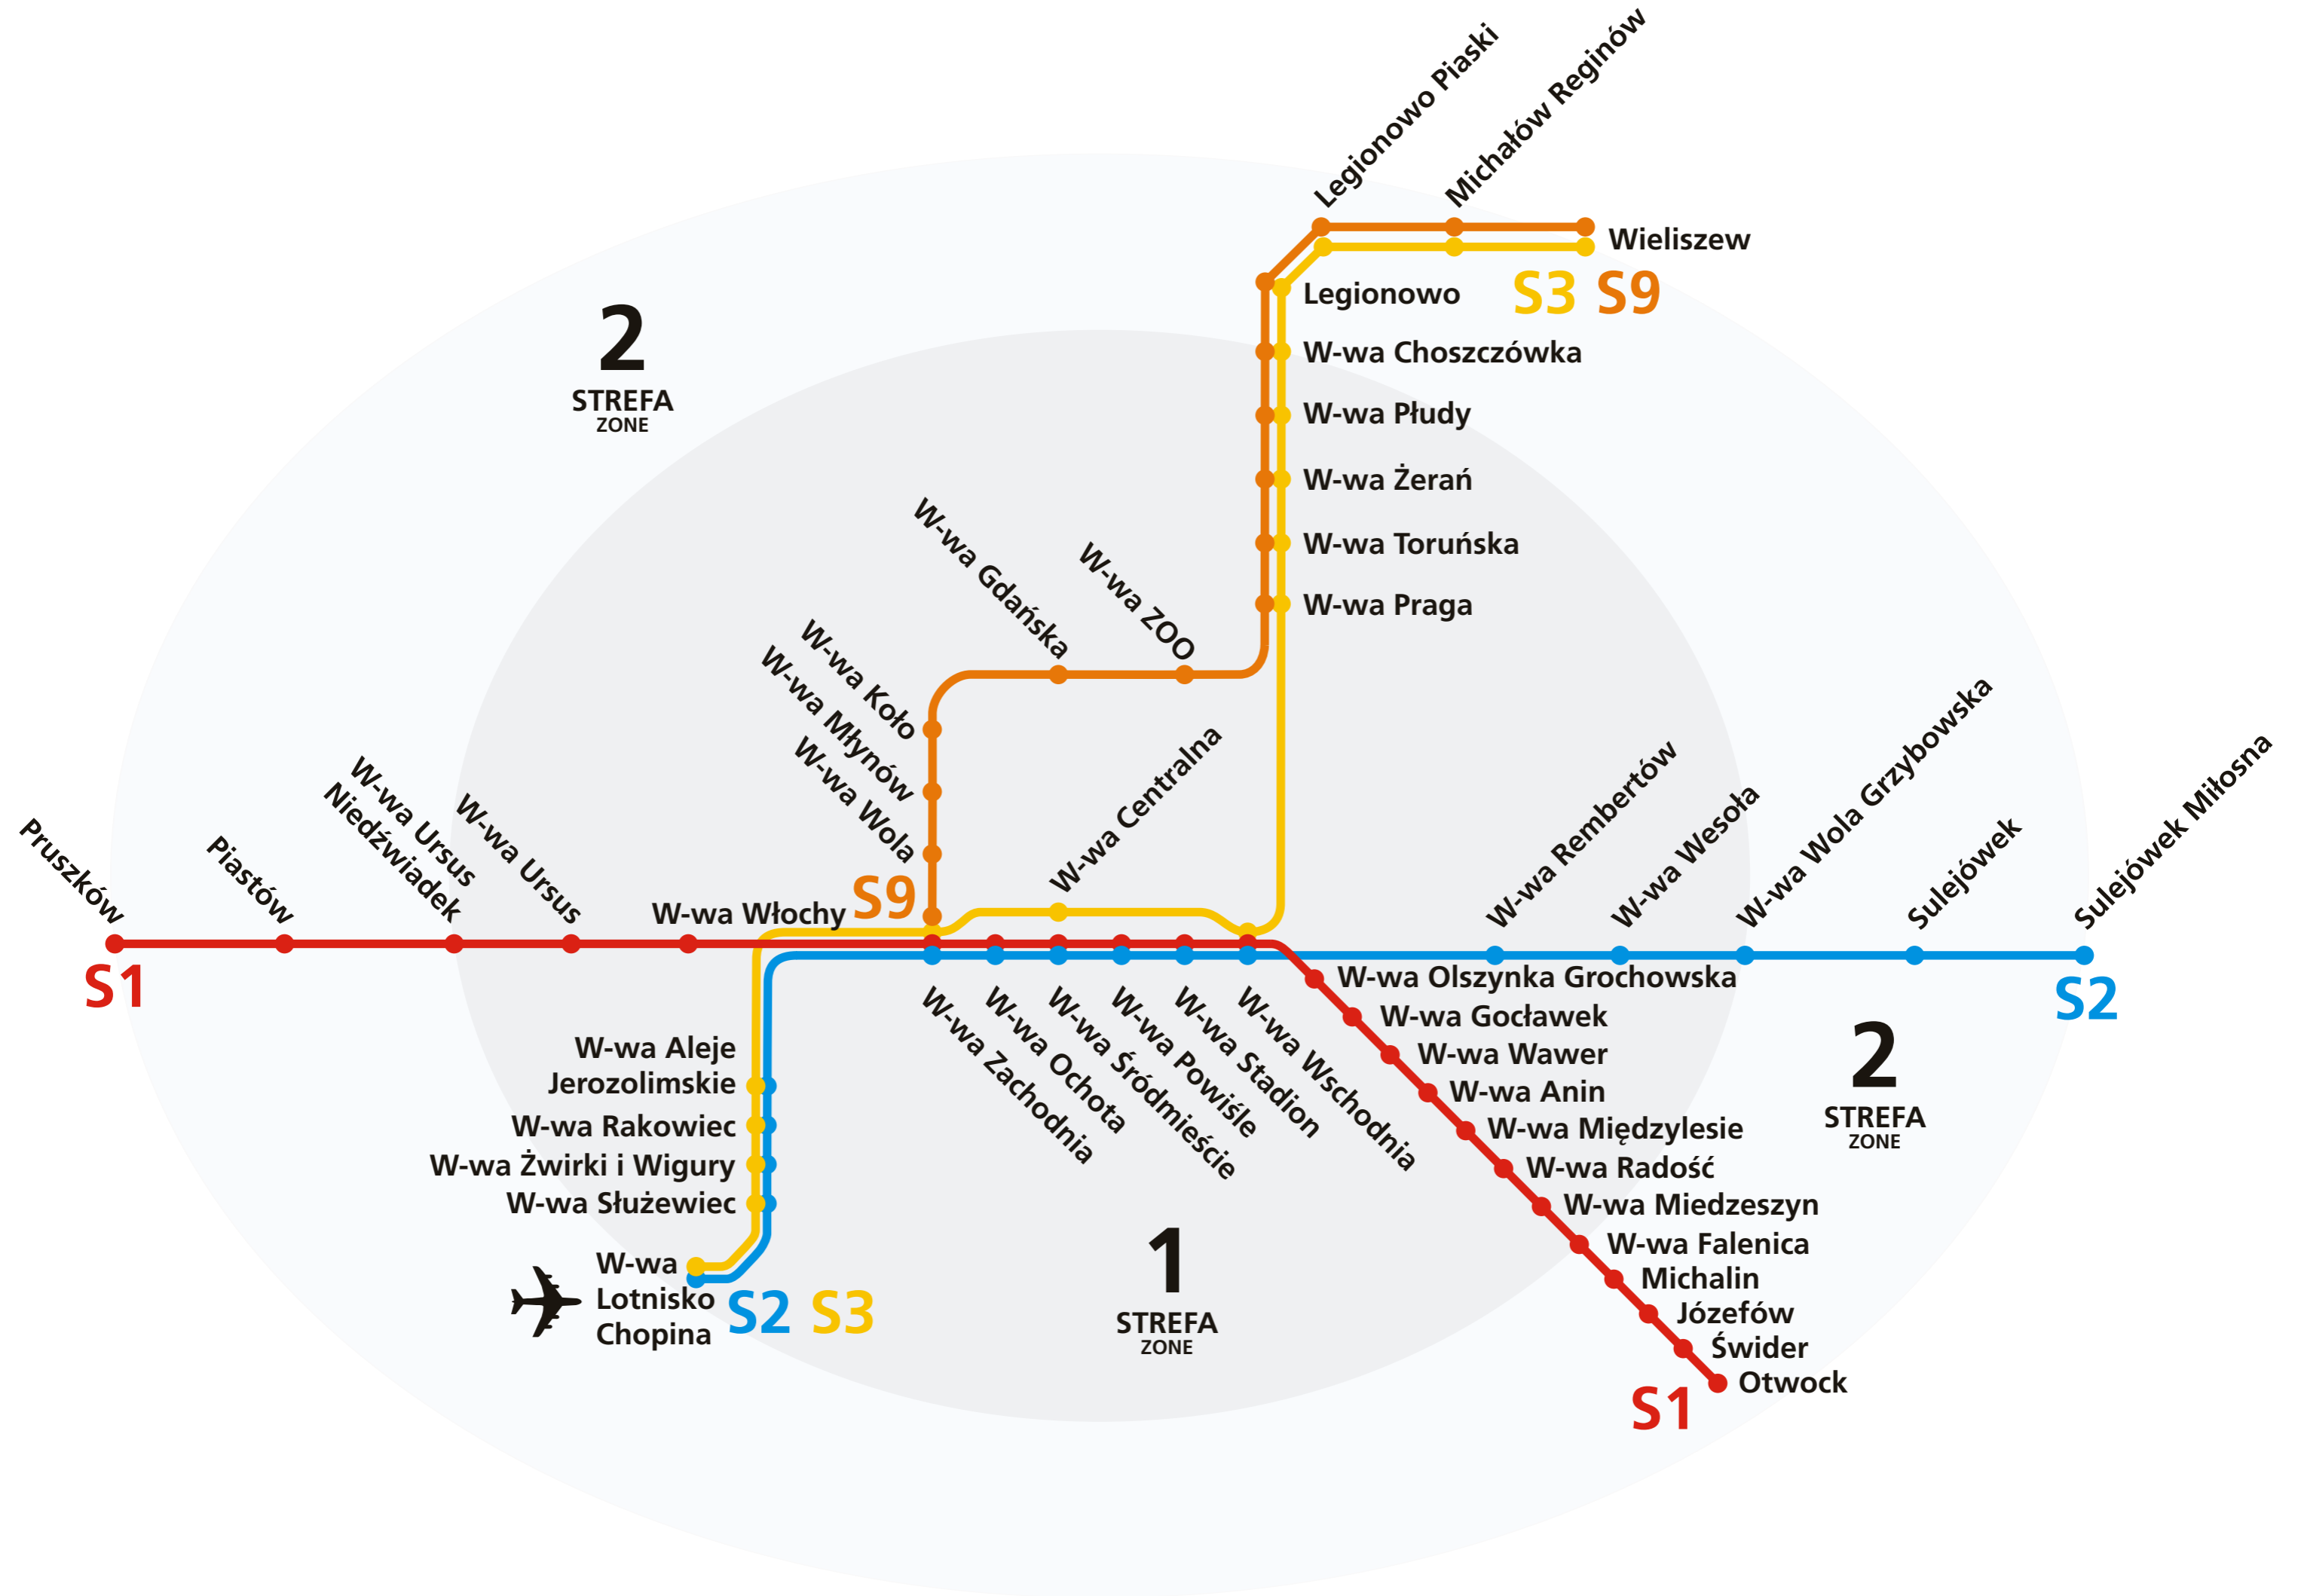 Legionowo Piaski
Michałów Reginów
Wieliszew
S3 S9
Legionowo
2
STREFA
ZONE
W-wa Choszczówka
W-wa Płudy
W-wa Żerań
W-wa Toruńska
W-wa Praga
W-wa Gdańska
W-wa ZOO
W-wa Koło
W-wa Młynów
W-wa Wola
S9
W-wa Centralna
Pruszków
Piastów
W-wa Ursus
Niedźwiadek
W-wa Ursus
W-wa Włochy
W-wa Rembertów
W-wa Wesoła
W-wa Wola Grzybowska
Sulejówek
Sulejówek Miłosna
S1
S2
W-wa Aleje
Jerozolimskie
W-wa Rakowiec
W-wa Żwirki i Wigury
W-wa Służewiec
W-wa
Lotnisko
Chopina
S2 S3
W-wa Zachodnia
W-wa Ochota
W-wa Śródmieście
W-wa Powiśle
W-wa Stadion
W-wa Wschodnia
W-wa Olszynka Grochowska
W-wa Gocławek
W-wa Wawer
W-wa Anin
W-wa Międzylesie
W-wa Radość
W-wa Miedzeszyn
W-wa Falenica
Michalin
Józefów
Świder
Otwock
S1
2
STREFA
ZONE
1
STREFA
ZONE